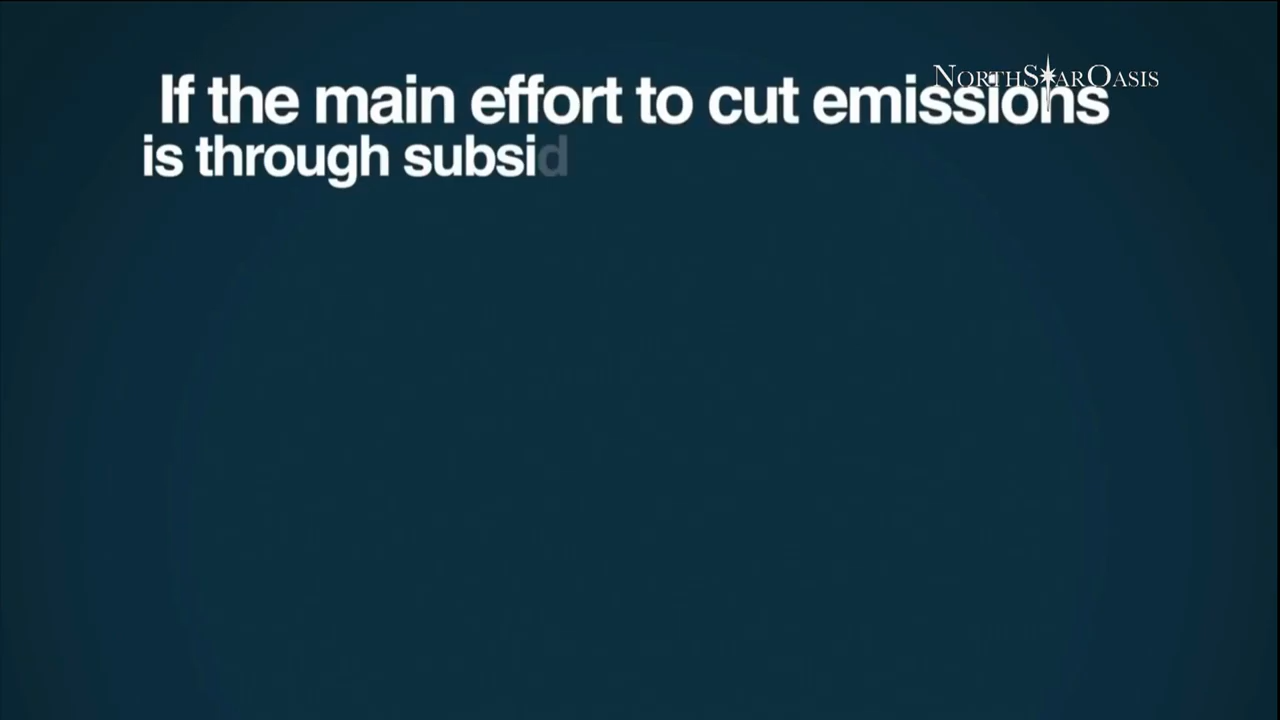 NORTHSTAROASIS
If the main effort to cut emissions
is through subsid